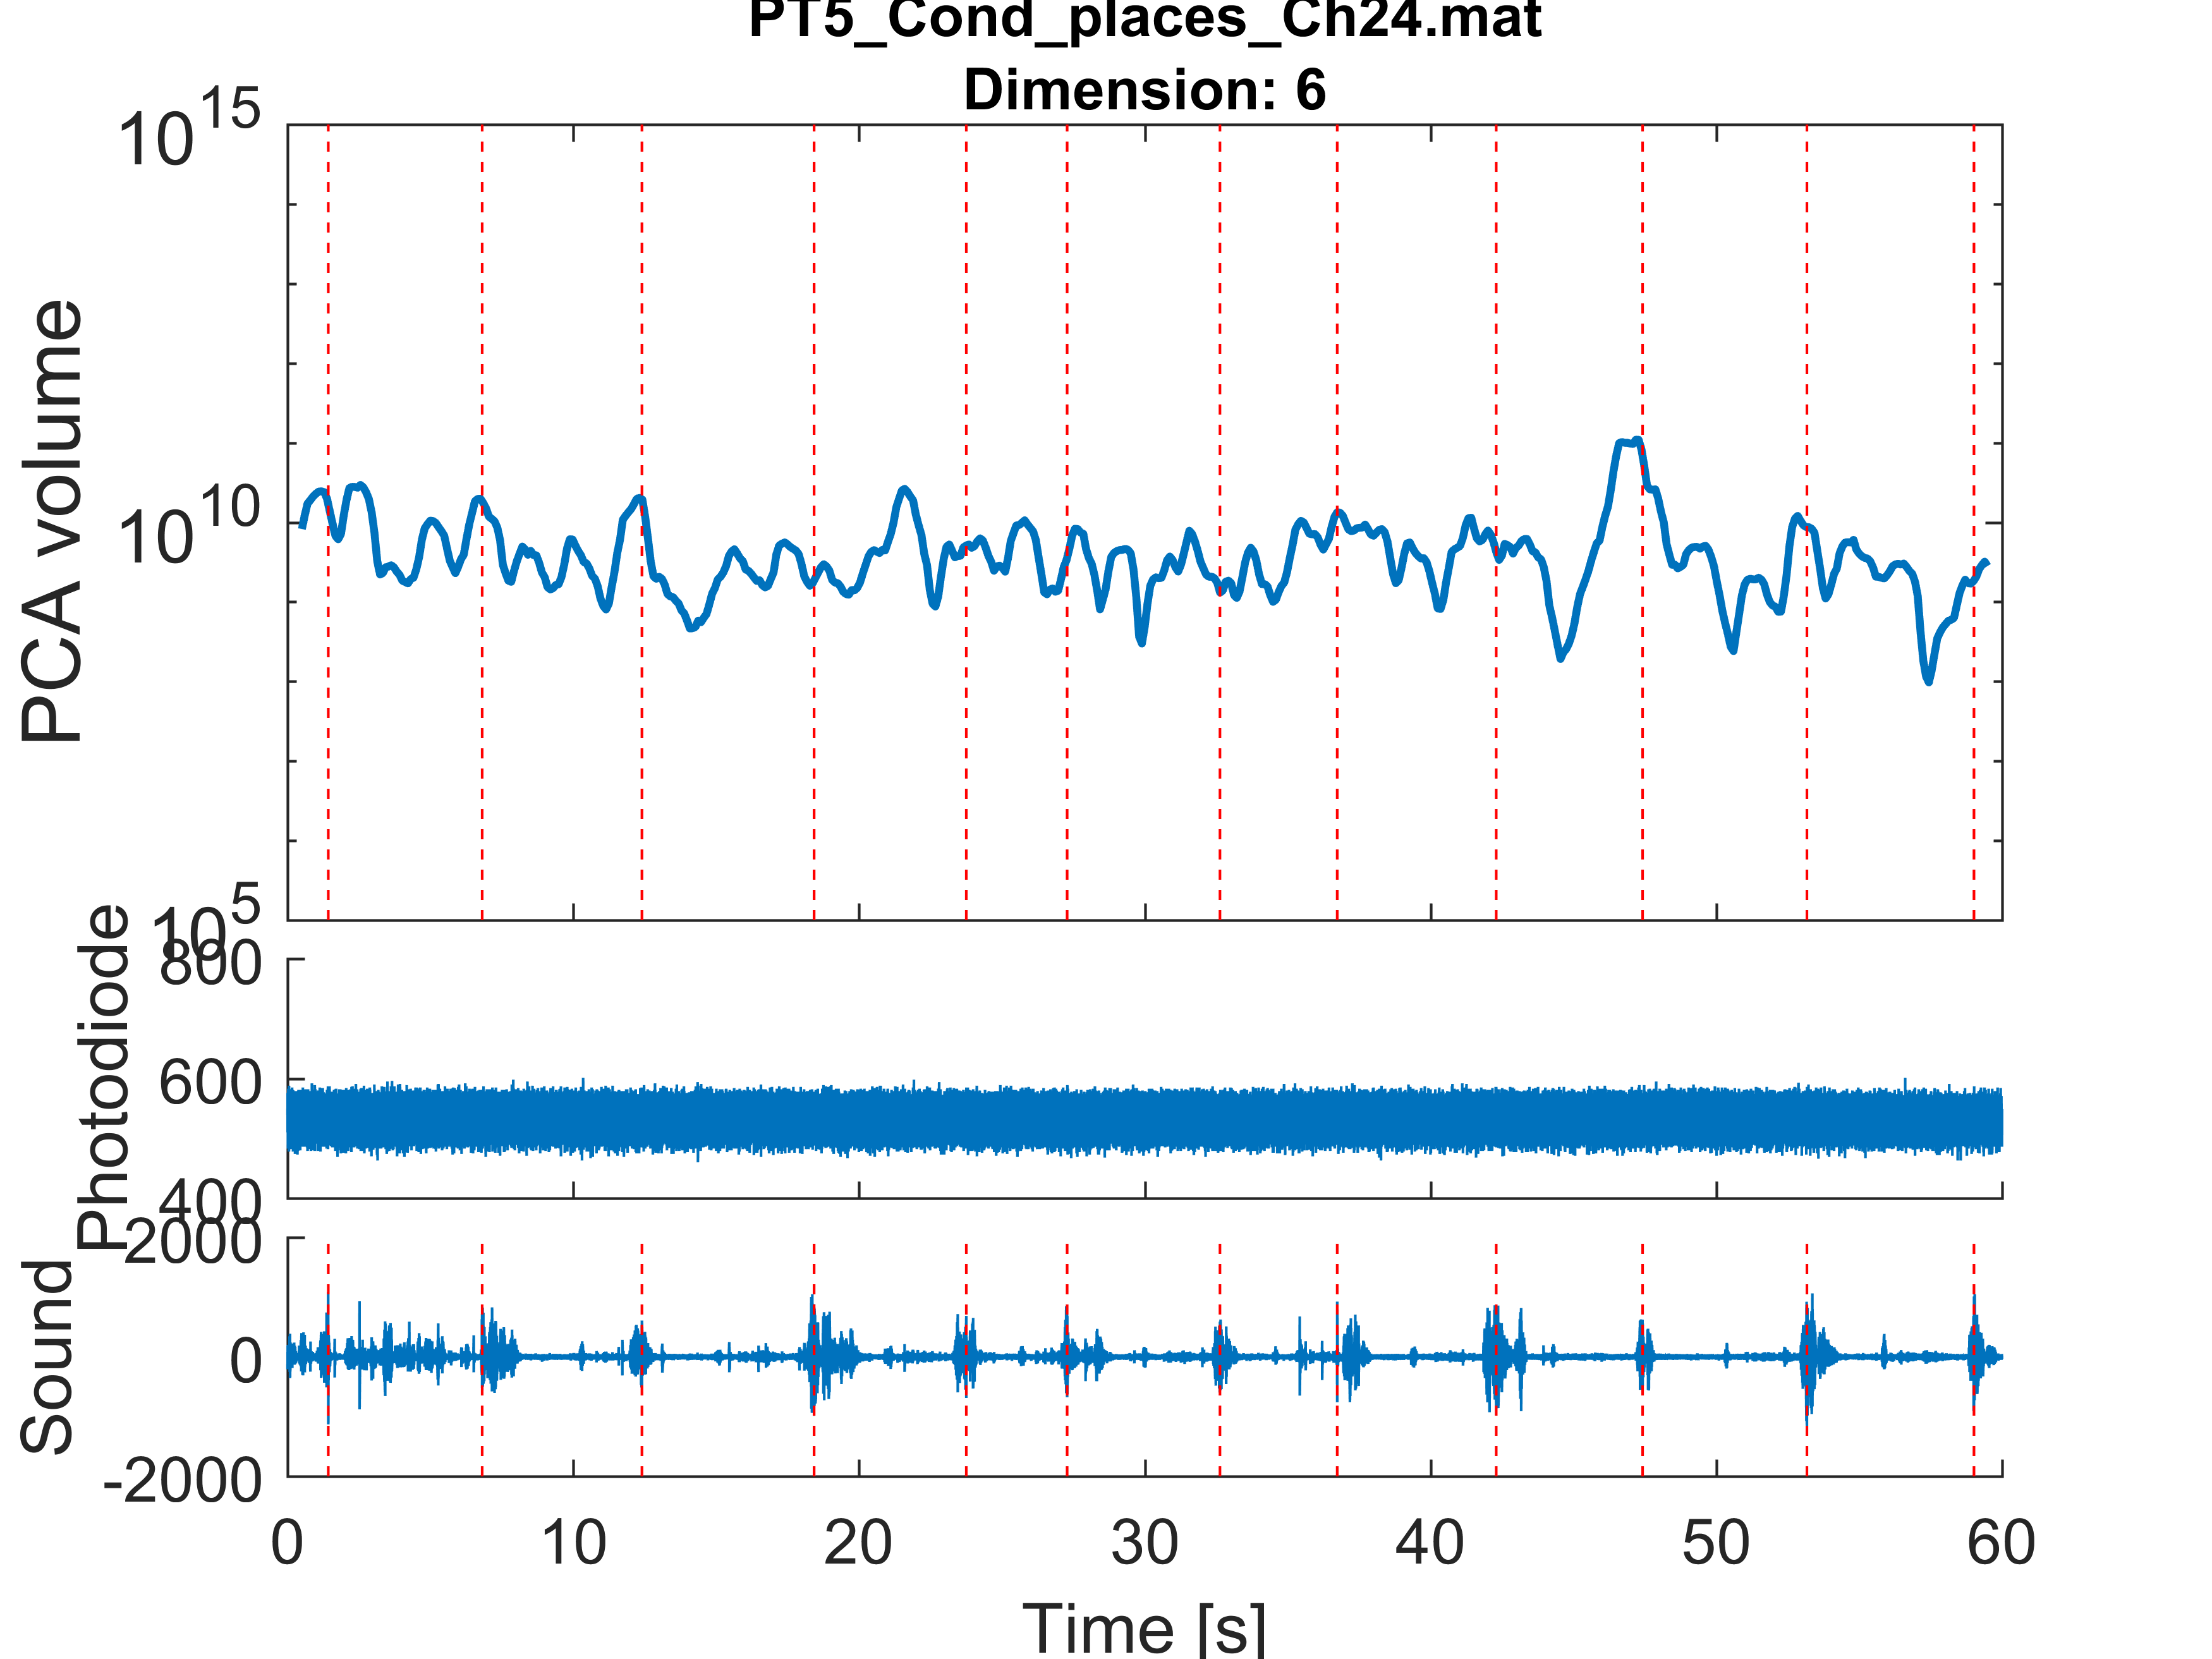 PT5_Cond_places_Ch24.mat
Dimension: 6
10^15
10^10
10^5
PCA volume
800
600
400
Photodiode
2000
0
-2000
Sound
0 10 20 30 40 50 60
Time [s]